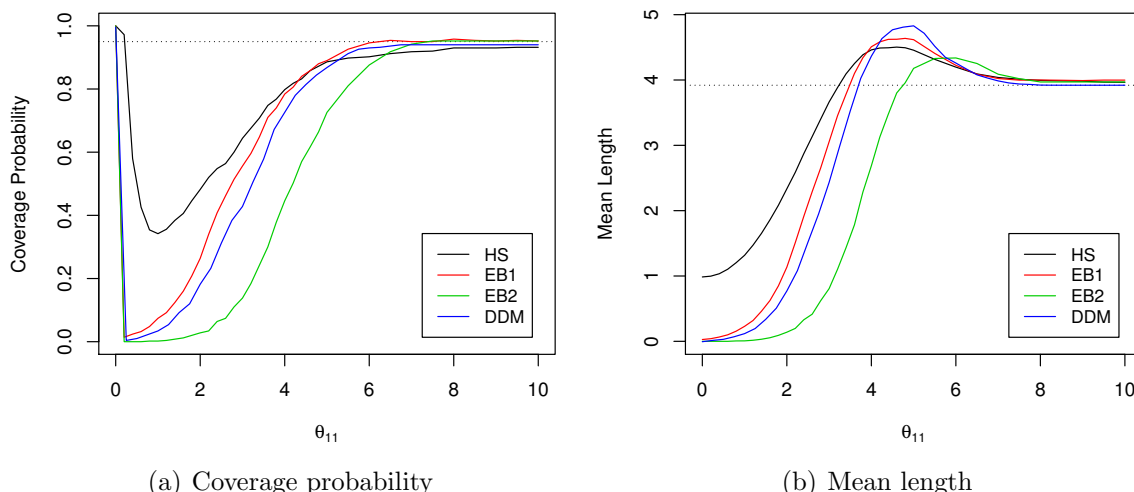 1.0
0.8
0.6
0.4
0.2
0.0
Coverage Probability
HS
EB1
EB2
DDM
0 2 4 6 8 10
θ11
(a) Coverage probability
5
4
3
2
1
0
Mean Length
HS
EB1
EB2
DDM
0 2 4 6 8 10
θ11
(b) Mean length